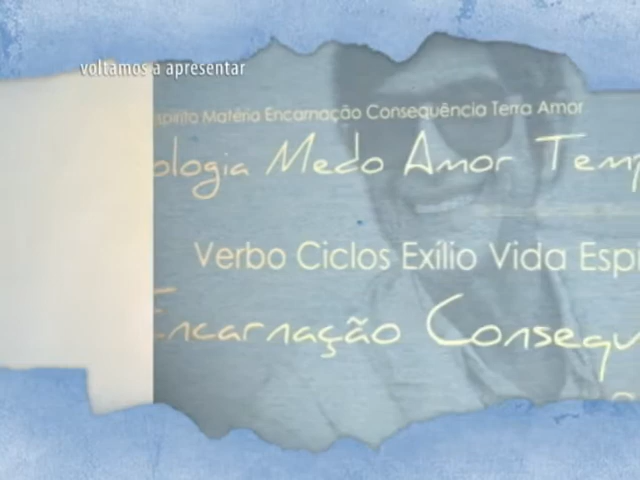 voltamos a apresentar
Espírito Matéria Encarnação Consequência Terra Amor
ologia Medo Amor Temp
Verbo Ciclos Exílio Vida Espi
Encarnação Consequ